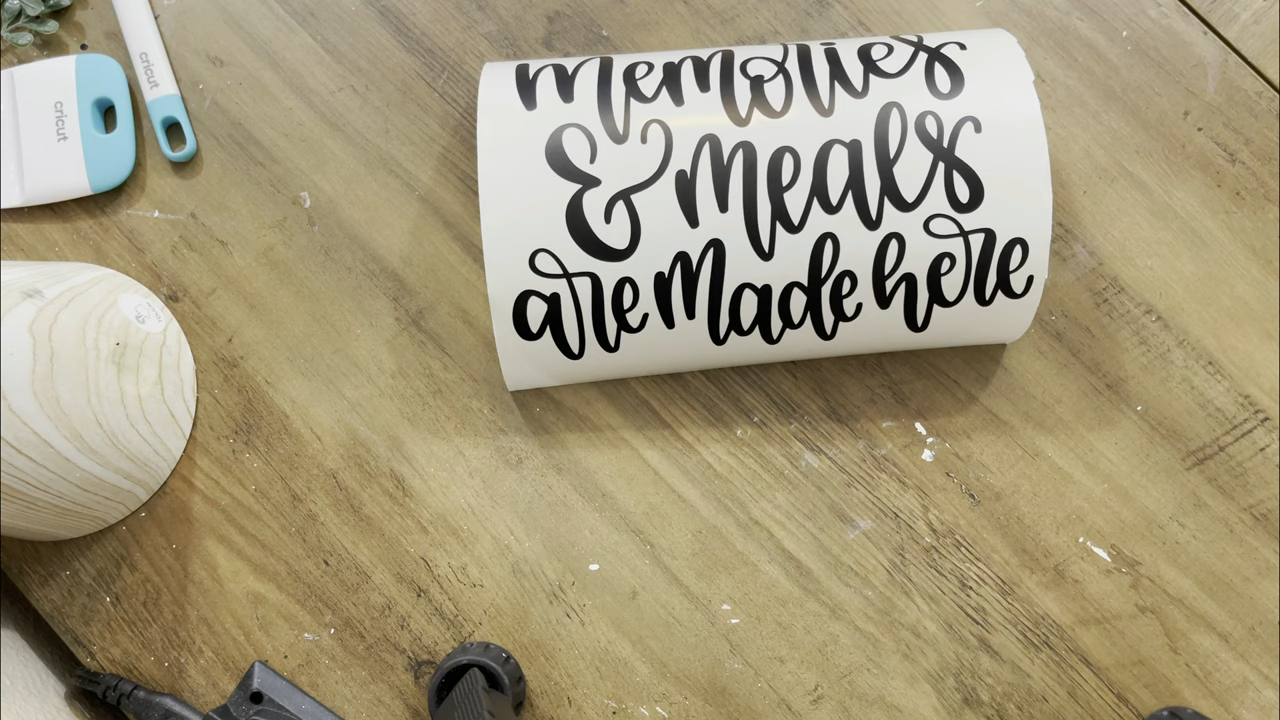 cricut
cricut
memories
& meals
are made here